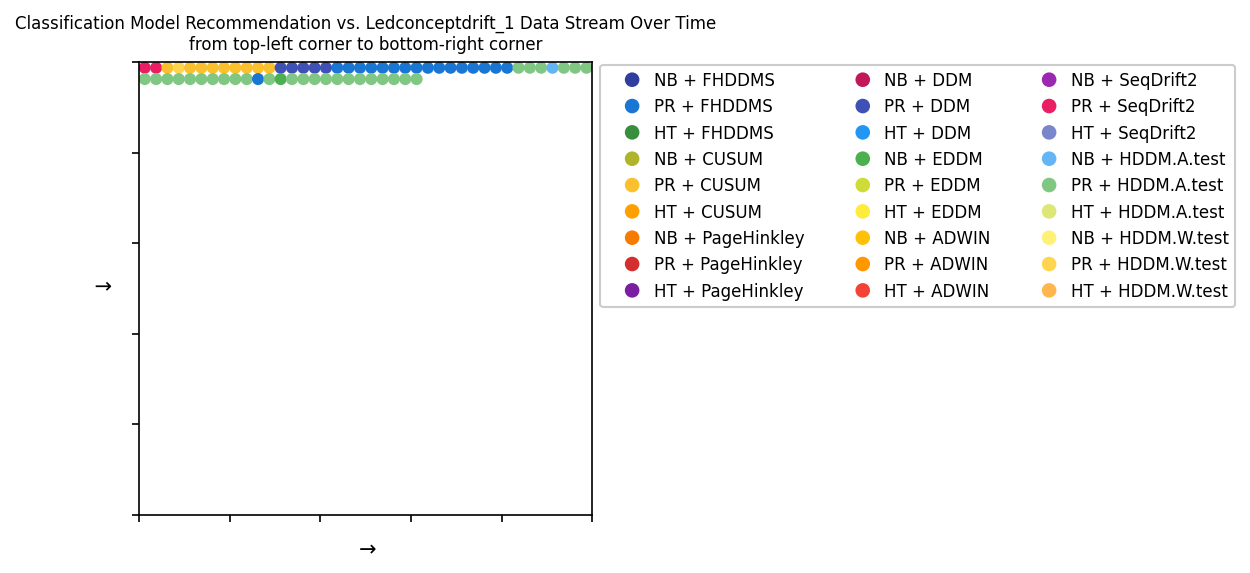 Classification Model Recommendation vs. Ledconceptdrift_1 Data Stream Over Time
from top-left corner to bottom-right corner
NB + FHDDMS
PR + FHDDMS
HT + FHDDMS
NB + CUSUM
PR + CUSUM
HT + CUSUM
NB + PageHinkley
PR + PageHinkley
HT + PageHinkley
NB + DDM
PR + DDM
HT + DDM
NB + EDDM
PR + EDDM
HT + EDDM
NB + ADWIN
PR + ADWIN
HT + ADWIN
NB + SeqDrift2
PR + SeqDrift2
HT + SeqDrift2
NB + HDDM.A.test
PR + HDDM.A.test
HT + HDDM.A.test
NB + HDDM.W.test
PR + HDDM.W.test
HT + HDDM.W.test
→
→